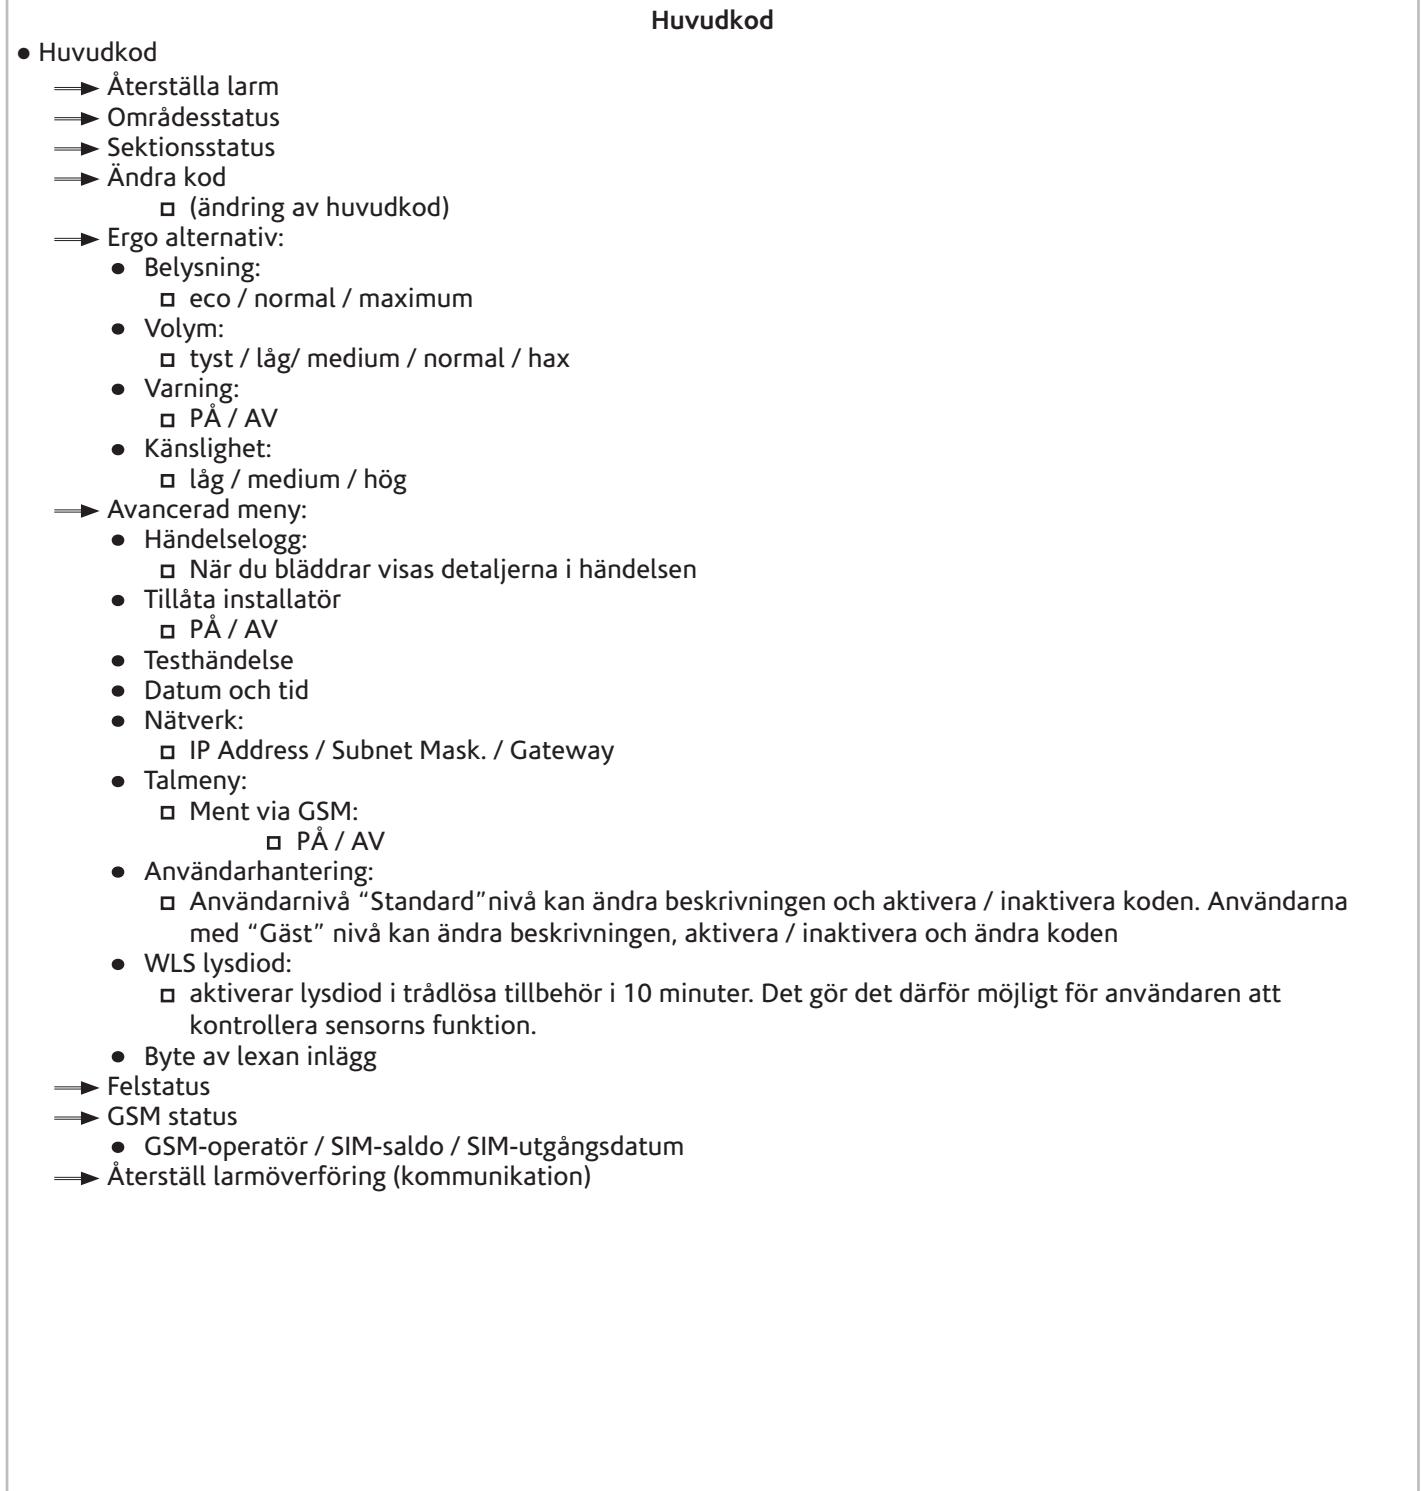 Huvudkod
● Huvudkod
Återställa larm
Områdesstatus
Sektionsstatus
Ändra kod
(ändring av huvudkod)
Ergo alternativ:
● Belysning:
eco / normal / maximum
● Volym:
tyst / låg/ medium / normal / hax
● Varning:
PÅ / AV
● Känslighet:
låg / medium / hög
Avancerad meny:
● Händelselogg:
När du bläddrar visas detaljerna i händelsen
● Tillåta installatör
PÅ / AV
● Testhändelse
● Datum och tid
● Nätverk:
IP Address / Subnet Mask. / Gateway
● Talmeny:
Ment via GSM:
PÅ / AV
● Användarhantering:
Användarnivå “Standard”nivå kan ändra beskrivningen och aktivera / inaktivera koden. Användarna
med “Gäst” nivå kan ändra beskrivningen, aktivera / inaktivera och ändra koden
● WLS lysdiod:
aktiverar lysdiod i trådlösa tillbehör i 10 minuter. Det gör det därför möjligt för användaren att
kontrollera sensorns funktion.
● Byte av lexan inlägg
Felstatus
GSM status
● GSM-operatör / SIM-saldo / SIM-utgångsdatum
Återställ larmöverföring (kommunikation)